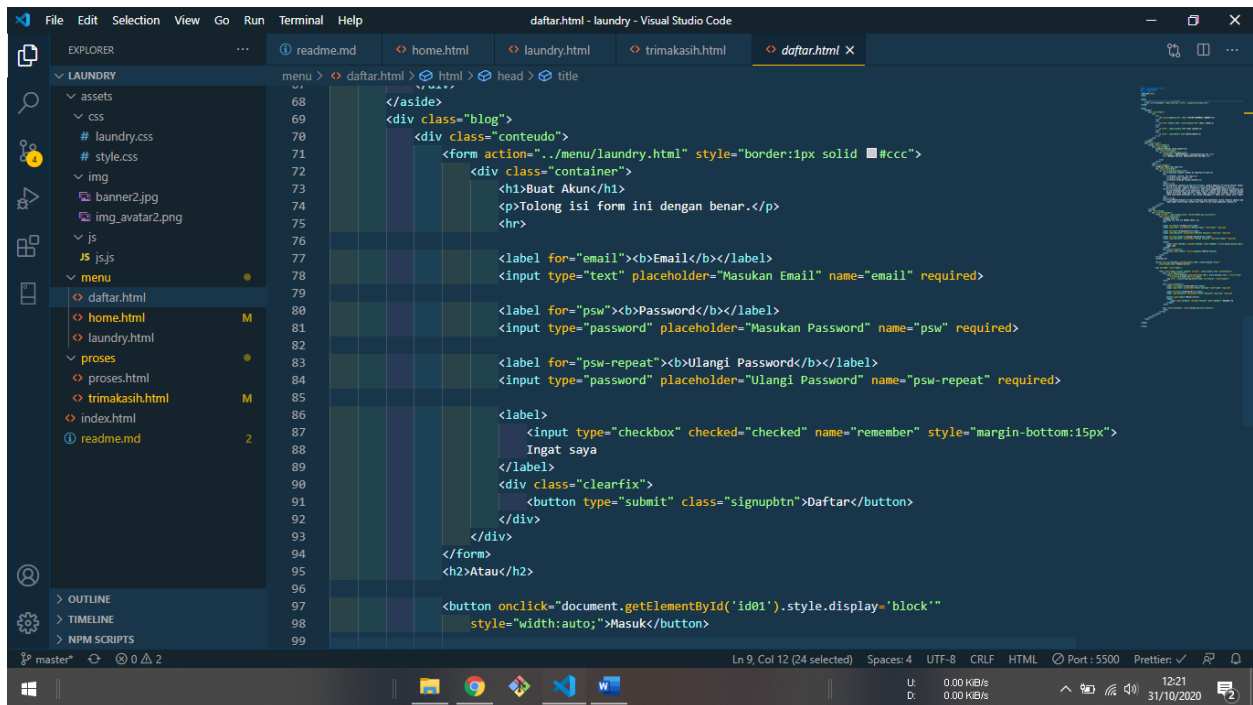 File Edit Selection View Go Run Terminal Help
daftar.html - laundry - Visual Studio Code
EXPLORER
LAUNDRY
assets
css
# laundry.css
# style.css
img
banner2.jpg
img_avatar2.png
js
JS js.js
menu
<> daftar.html
<> home.html M
<> laundry.html
proses
<> proses.html
<> trimakasih.html M
<> index.html
readme.md 2
OUTLINE
TIMELINE
NPM SCRIPTS
4
readme.md <> home.html <> laundry.html <> trimakasih.html <> daftar.html
menu > <> daftar.html > html > head > title
67 </div>
68 </aside>
69 <div class="blog">
70 <div class="conteudo">
71 <form action="../menu/laundry.html" style="border:1px solid #ccc">
72 <div class="container">
73 <h1>Buat Akun</h1>
74 <p>Tolong isi form ini dengan benar.</p>
75 <hr>
76
77 <label for="email"><b>Email</b></label>
78 <input type="text" placeholder="Masukan Email" name="email" required>
79
80 <label for="psw"><b>Password</b></label>
81 <input type="password" placeholder="Masukan Password" name="psw" required>
82
83 <label for="psw-repeat"><b>Ulangi Password</b></label>
84 <input type="password" placeholder="Ulangi Password" name="psw-repeat" required>
85
86 <label>
87 <input type="checkbox" checked="checked" name="remember" style="margin-bottom:15px">
88 Ingat saya
89 </label>
90 <div class="clearfix">
91 <button type="submit" class="signupbtn">Daftar</button>
92 </div>
93 </div>
94 </form>
95 <h2>Atau</h2>
96
97 <button onclick="document.getElementById('id01').style.display='block'"
98 style="width:auto;">Masuk</button>
99
master* 0 2 Ln 9, Col 12 (24 selected) Spaces: 4 UTF-8 CRLF HTML Port : 5500 Prettier: ✓
U: 0.00 KiB/s
D: 0.00 KiB/s
12:21
31/10/2020
2